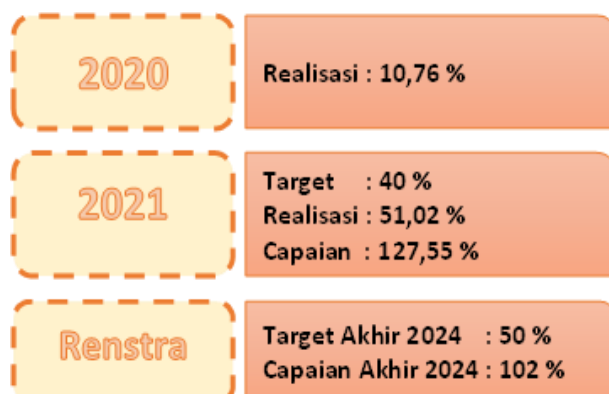 2020
Realisasi : 10,76 %
2021
Target : 40 %
Realisasi : 51,02 %
Capaian : 127,55 %
Renstra
Target Akhir 2024 : 50 %
Capaian Akhir 2024 : 102 %